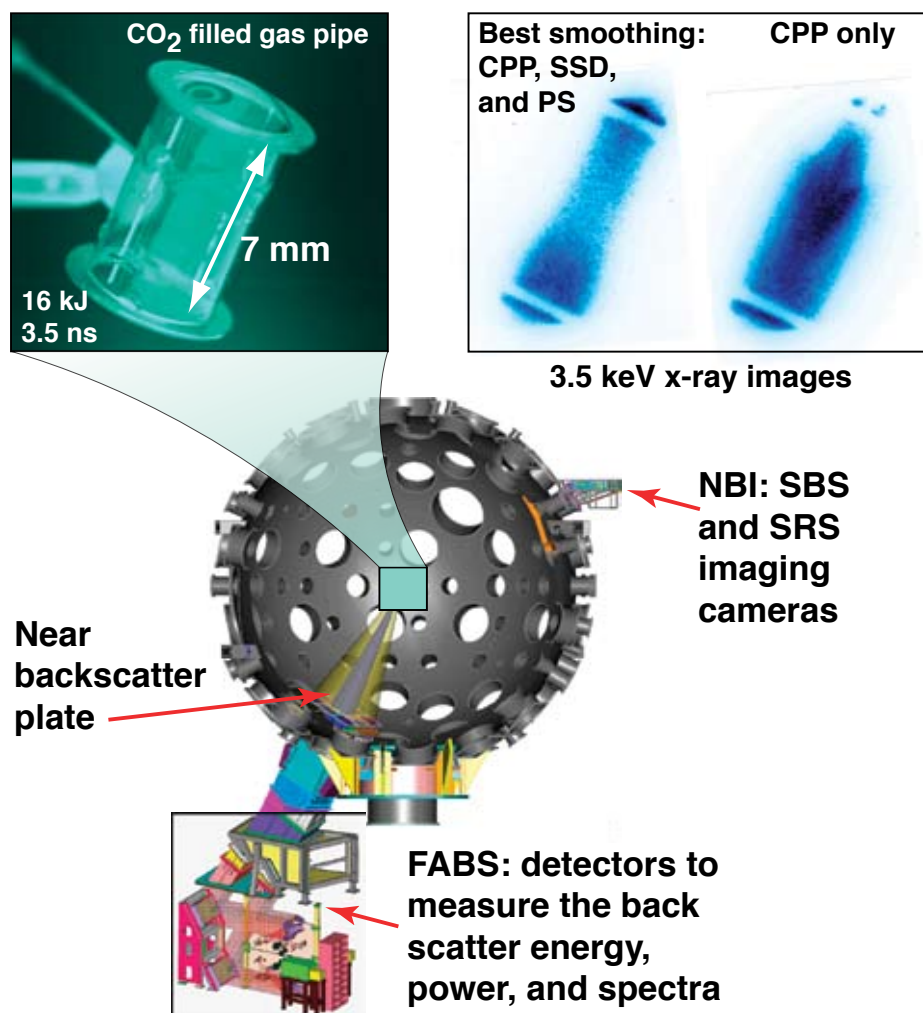 CO2 filled gas pipe
7 mm
16 kJ
3.5 ns
Best smoothing:
CPP, SSD,
and PS
CPP only
3.5 keV x-ray images
NBI: SBS
and SRS
imaging
cameras
Near
backscatter
plate
FABS: detectors to
measure the back
scatter energy,
power, and spectra